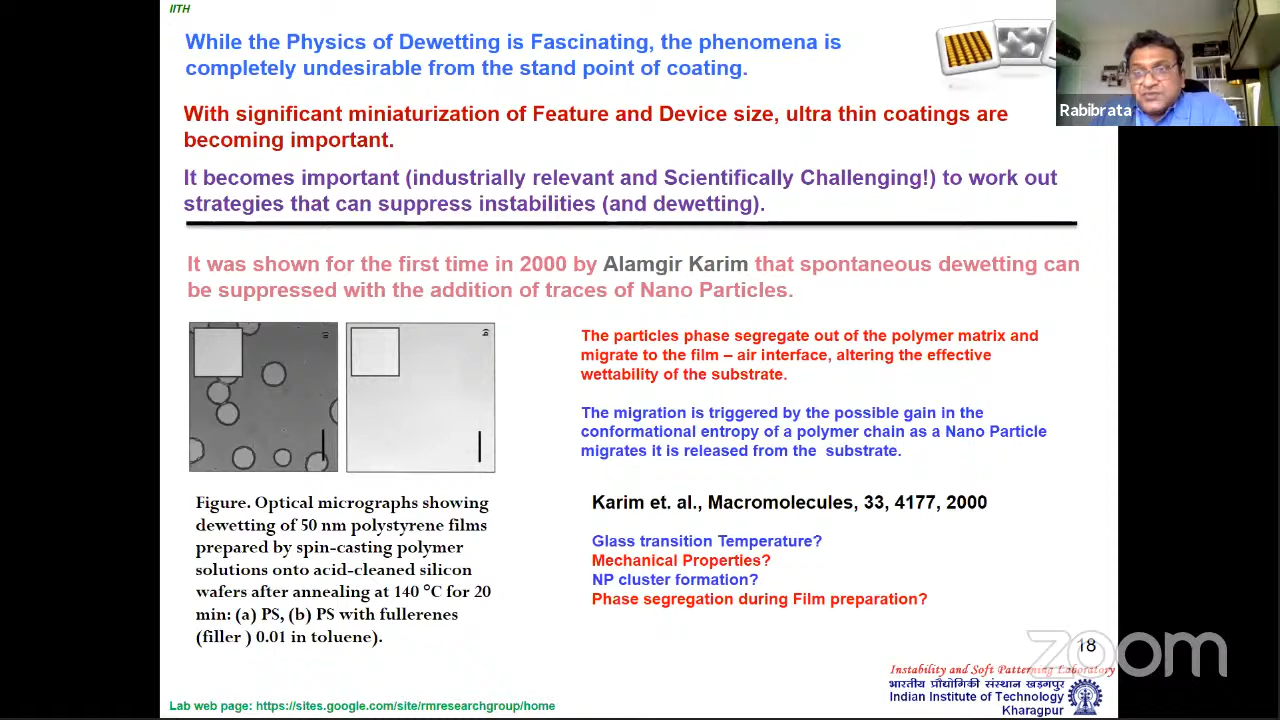 IITH
While the Physics of Dewetting is Fascinating, the phenomena is
completely undesirable from the stand point of coating.
Rabibrata
With significant miniaturization of Feature and Device size, ultra thin coatings are
becoming important.
It becomes important (industrially relevant and Scientifically Challenging!) to work out
strategies that can suppress instabilities (and dewetting).
It was shown for the first time in 2000 by Alamgir Karim that spontaneous dewetting can
be suppressed with the addition of traces of Nano Particles.
a)
b)
The particles phase segregate out of the polymer matrix and
migrate to the film – air interface, altering the effective
wettability of the substrate.
The migration is triggered by the possible gain in the
conformational entropy of a polymer chain as a Nano Particle
migrates it is released from the substrate.
Figure. Optical micrographs showing
dewetting of 50 nm polystyrene films
prepared by spin-casting polymer
solutions onto acid-cleaned silicon
wafers after annealing at 140 °C for 20
min: (a) PS, (b) PS with fullerenes
(filler ) 0.01 in toluene).
Karim et. al., Macromolecules, 33, 4177, 2000
Glass transition Temperature?
Mechanical Properties?
NP cluster formation?
Phase segregation during Film preparation?
18
zoom
Instability and Soft Patterning Laboratory
भारतीय प्रौद्योगिकी संस्थान खड़गपुर
Indian Institute of Technology
Kharagpur
Lab web page: https://sites.google.com/site/rmresearchgroup/home